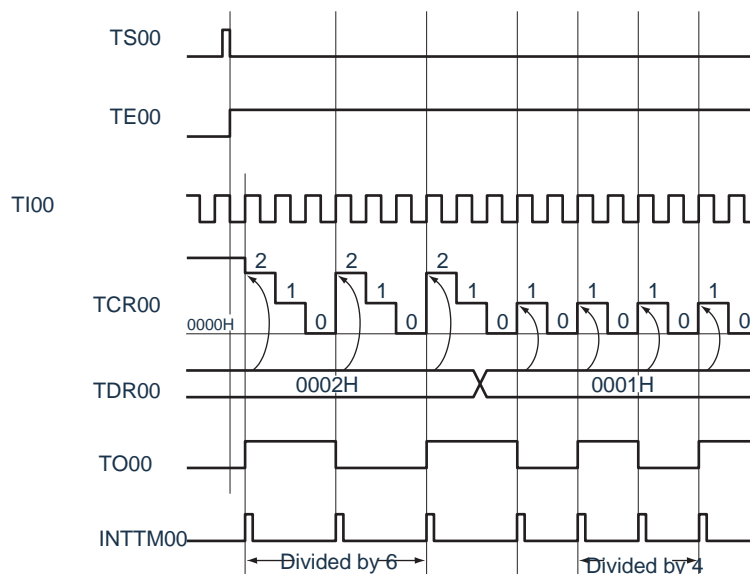 TS00
TE00
TI00
2 2 2
1 1 1 1 1 1 1
TCR00
0 0 0 0 0 0 0
0000H
0002H 0001H
TDR00
TO00
INTTM00
Divided by 6 Divided by 4